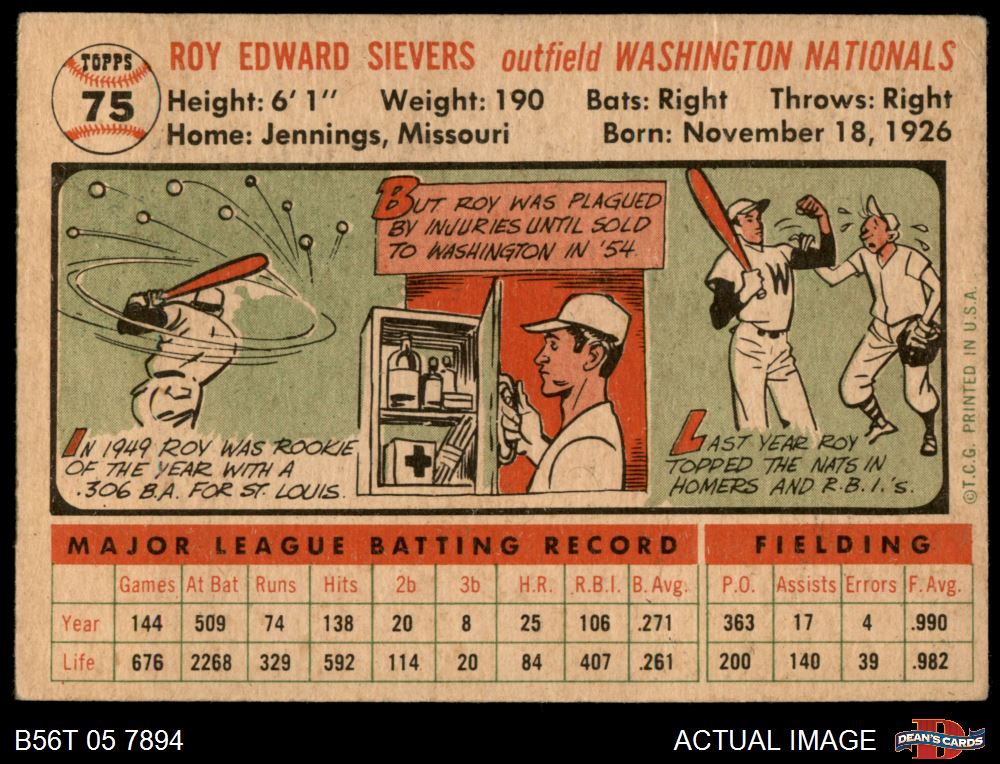 TOPPS
75
ROY EDWARD SIEVERS outfield WASHINGTON NATIONALS
Height: 6' 1" Weight: 190 Bats: Right Throws: Right
Home: Jennings, Missouri Born: November 18, 1926
IN 1949 ROY WAS ROOKIE
OF THE YEAR WITH A
.306 B.A. FOR ST. LOUIS.
BUT ROY WAS PLAGUED
BY INJURIES UNTIL SOLD
TO WASHINGTON IN '54.
W
LAST YEAR ROY
TOPPED THE NATS IN
HOMERS AND R.B.I.'s.
©T.C.G. PRINTED IN U.S.A.
MAJOR LEAGUE BATTING RECORD FIELDING
Games At Bat Runs Hits 2b 3b H.R. R.B.I. B. Avg. P.O. Assists Errors F. Avg.
Year 144 509 74 138 20 8 25 106 .271 363 17 4 .990
Life 676 2268 329 592 114 20 84 407 .261 200 140 39 .982
B56T 05 7894 ACTUAL IMAGE DEAN'S CARDS